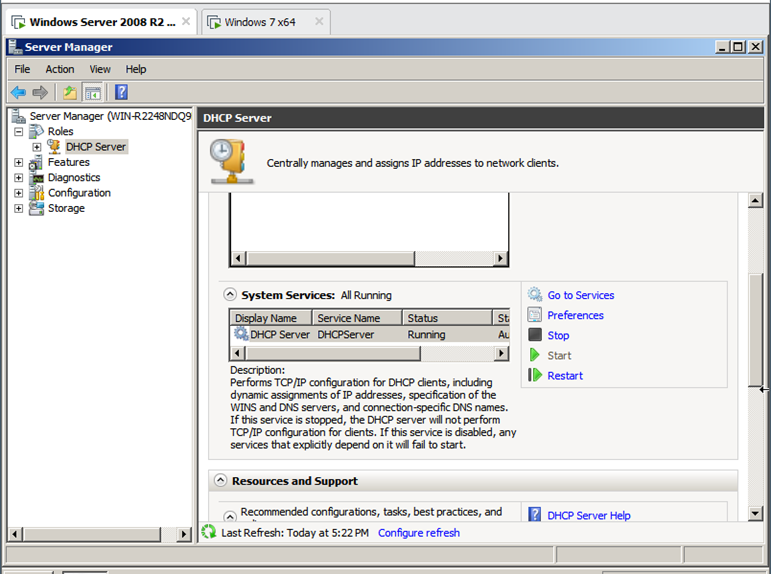 Windows Server 2008 R2 ...
Windows 7 x64
Server Manager
File Action View Help
Server Manager (WIN-R2248NDQ9
Roles
DHCP Server
Features
Diagnostics
Configuration
Storage
DHCP Server
Centrally manages and assigns IP addresses to network clients.
System Services: All Running
Display Name Service Name Status Sta
DHCP Server DHCPServer Running Au
Description:
Performs TCP/IP configuration for DHCP clients, including
dynamic assignments of IP addresses, specification of the
WINS and DNS servers, and connection-specific DNS names.
If this service is stopped, the DHCP server will not perform
TCP/IP configuration for clients. If this service is disabled, any
services that explicitly depend on it will fail to start.
Go to Services
Preferences
Stop
Start
Restart
Resources and Support
Recommended configurations, tasks, best practices, and
DHCP Server Help
Last Refresh: Today at 5:22 PM Configure refresh